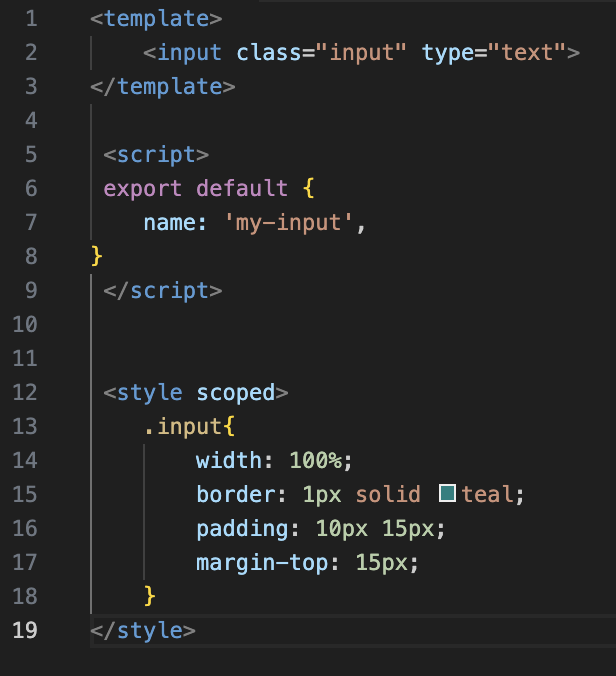 1 <template>
2 <input class="input" type="text">
3 </template>
4
5 <script>
6 export default {
7 name: 'my-input',
8 }
9 </script>
10
11
12 <style scoped>
13 .input{
14 width: 100%;
15 border: 1px solid teal;
16 padding: 10px 15px;
17 margin-top: 15px;
18 }
19 </style>